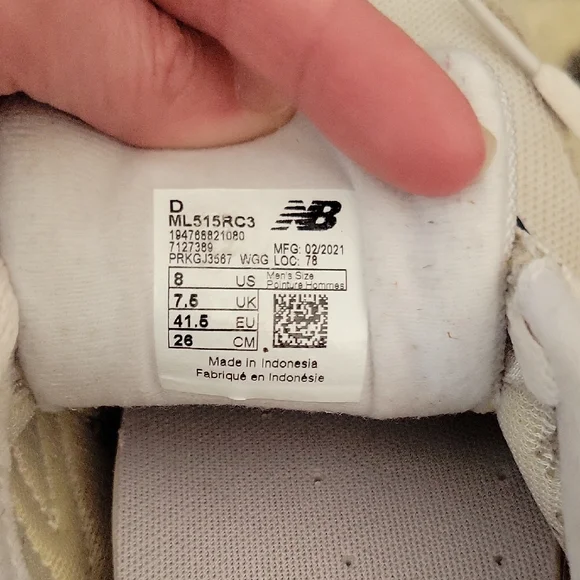 D
ML515RC3
NB
194768821080
7127389 MFG: 02/2021
PRKGJ3567 WGG LOC: 78
8 US Men's Size
Pointure Hommes
7.5 UK
41.5 EU
26 CM
Made in Indonesia
Fabriqué en Indonésie